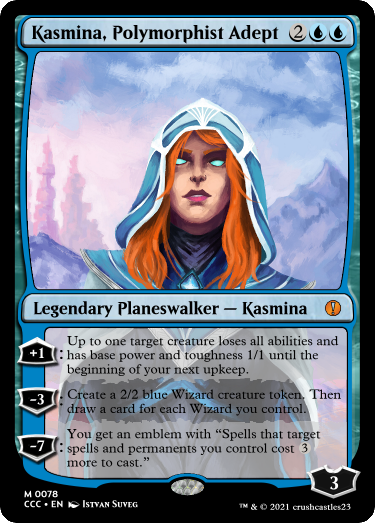 Kasmina, Polymorphist Adept 2
Legendary Planeswalker — Kasmina
+1: Up to one target creature loses all abilities and
has base power and toughness 1/1 until the
beginning of your next upkeep.
-3: Create a 2/2 blue Wizard creature token. Then
draw a card for each Wizard you control.
-7: You get an emblem with “Spells that target
spells and permanents you control cost 3
more to cast.”
3
M 0078
CCC • EN Istvan Suveg
™ & © 2021 crushcastles23